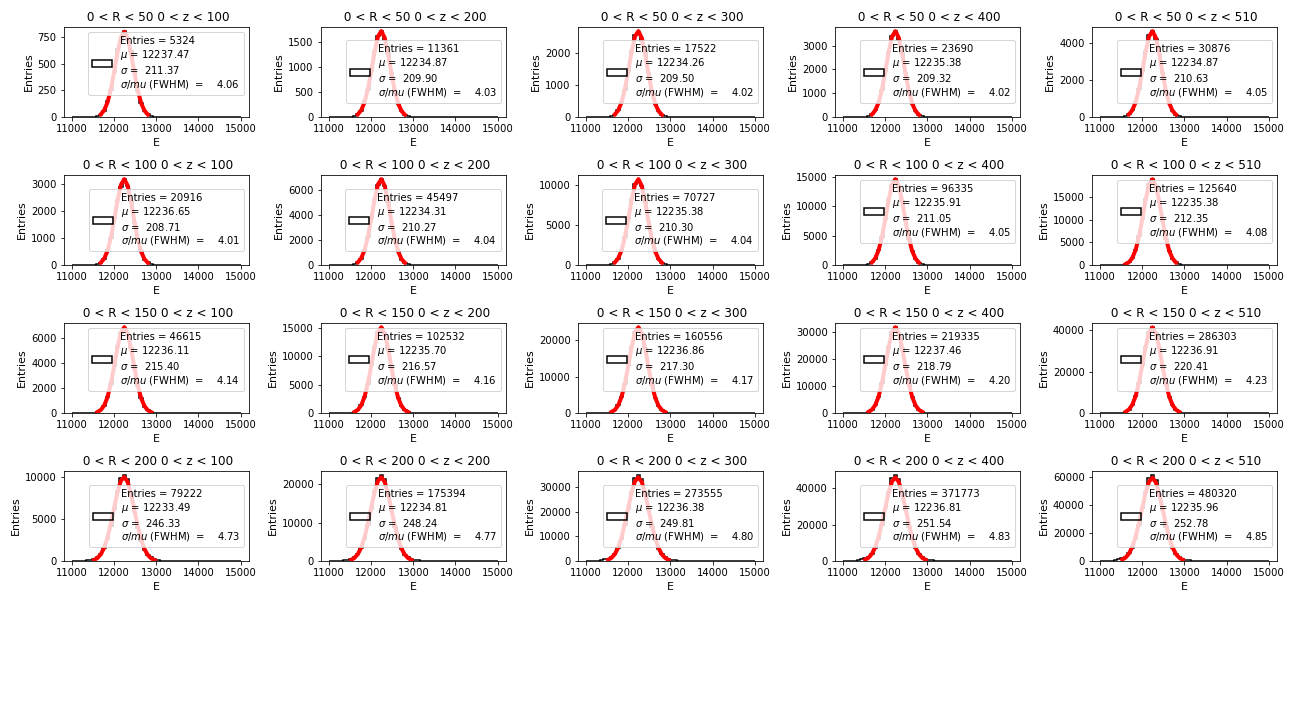 0 < R < 50 0 < z < 100
Entries
750
500
250
0
Entries = 5324
μ = 12237.47
σ = 211.37
σ/mu (FWHM) = 4.06
11000 12000 13000 14000 15000
E
0 < R < 50 0 < z < 200
Entries
1500
1000
500
0
Entries = 11361
μ = 12234.87
σ = 209.90
σ/mu (FWHM) = 4.03
11000 12000 13000 14000 15000
E
0 < R < 50 0 < z < 300
Entries
2000
1000
0
Entries = 17522
μ = 12234.26
σ = 209.50
σ/mu (FWHM) = 4.02
11000 12000 13000 14000 15000
E
0 < R < 50 0 < z < 400
Entries
3000
2000
1000
0
Entries = 23690
μ = 12235.38
σ = 209.32
σ/mu (FWHM) = 4.02
11000 12000 13000 14000 15000
E
0 < R < 50 0 < z < 510
Entries
4000
2000
0
Entries = 30876
μ = 12234.87
σ = 210.63
σ/mu (FWHM) = 4.05
11000 12000 13000 14000 15000
E
0 < R < 100 0 < z < 100
Entries
3000
2000
1000
0
Entries = 20916
μ = 12236.65
σ = 208.71
σ/mu (FWHM) = 4.01
11000 12000 13000 14000 15000
E
0 < R < 100 0 < z < 200
Entries
6000
4000
2000
0
Entries = 45497
μ = 12234.31
σ = 210.27
σ/mu (FWHM) = 4.04
11000 12000 13000 14000 15000
E
0 < R < 100 0 < z < 300
Entries
10000
5000
0
Entries = 70727
μ = 12235.38
σ = 210.30
σ/mu (FWHM) = 4.04
11000 12000 13000 14000 15000
E
0 < R < 100 0 < z < 400
Entries
15000
10000
5000
0
Entries = 96335
μ = 12235.91
σ = 211.05
σ/mu (FWHM) = 4.05
11000 12000 13000 14000 15000
E
0 < R < 100 0 < z < 510
Entries
15000
10000
5000
0
Entries = 125640
μ = 12235.38
σ = 212.35
σ/mu (FWHM) = 4.08
11000 12000 13000 14000 15000
E
0 < R < 150 0 < z < 100
Entries
6000
4000
2000
0
Entries = 46615
μ = 12236.11
σ = 215.40
σ/mu (FWHM) = 4.14
11000 12000 13000 14000 15000
E
0 < R < 150 0 < z < 200
Entries
15000
10000
5000
0
Entries = 102532
μ = 12235.70
σ = 216.57
σ/mu (FWHM) = 4.16
11000 12000 13000 14000 15000
E
0 < R < 150 0 < z < 300
Entries
20000
10000
0
Entries = 160556
μ = 12236.86
σ = 217.30
σ/mu (FWHM) = 4.17
11000 12000 13000 14000 15000
E
0 < R < 150 0 < z < 400
Entries
30000
20000
10000
0
Entries = 219335
μ = 12237.46
σ = 218.79
σ/mu (FWHM) = 4.20
11000 12000 13000 14000 15000
E
0 < R < 150 0 < z < 510
Entries
40000
20000
0
Entries = 286303
μ = 12236.91
σ = 220.41
σ/mu (FWHM) = 4.23
11000 12000 13000 14000 15000
E
0 < R < 200 0 < z < 100
Entries
10000
5000
0
Entries = 79222
μ = 12233.49
σ = 246.33
σ/mu (FWHM) = 4.73
11000 12000 13000 14000 15000
E
0 < R < 200 0 < z < 200
Entries
20000
10000
0
Entries = 175394
μ = 12234.81
σ = 248.24
σ/mu (FWHM) = 4.77
11000 12000 13000 14000 15000
E
0 < R < 200 0 < z < 300
Entries
30000
20000
10000
0
Entries = 273555
μ = 12236.38
σ = 249.81
σ/mu (FWHM) = 4.80
11000 12000 13000 14000 15000
E
0 < R < 200 0 < z < 400
Entries
40000
20000
0
Entries = 371773
μ = 12236.81
σ = 251.54
σ/mu (FWHM) = 4.83
11000 12000 13000 14000 15000
E
0 < R < 200 0 < z < 510
Entries
60000
40000
20000
0
Entries = 480320
μ = 12235.96
σ = 252.78
σ/mu (FWHM) = 4.85
11000 12000 13000 14000 15000
E